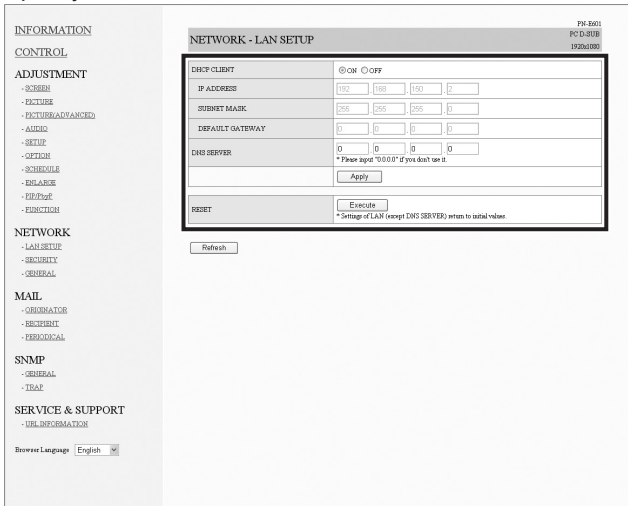 INFORMATION
CONTROL
ADJUSTMENT
- SCREEN
- PICTURE
- PICTURE(ADVANCED)
- AUDIO
- SETUP
- OPTION
- SCHEDULE
- ENLARGE
- PIP/PbyP
- FUNCTION
NETWORK
- LAN SETUP
- SECURITY
- GENERAL
MAIL
- ORIGINATOR
- RECIPIENT
- PERIODICAL
SNMP
- GENERAL
- TRAP
SERVICE & SUPPORT
- URL INFORMATION
Browser Language English
PN-E601
NETWORK - LAN SETUP
PC D-SUB
1920x1080
DHCP CLIENT ON OFF
IP ADDRESS 192 . 168 . 150 . 2
SUBNET MASK 255 . 255 . 255 . 0
DEFAULT GATEWAY 0 . 0 . 0 . 0
DNS SERVER 0 . 0 . 0 . 0
* Please input "0.0.0.0" if you don't use it.
Apply
RESET Execute
* Settings of LAN (except DNS SERVER) return to initial values.
Refresh